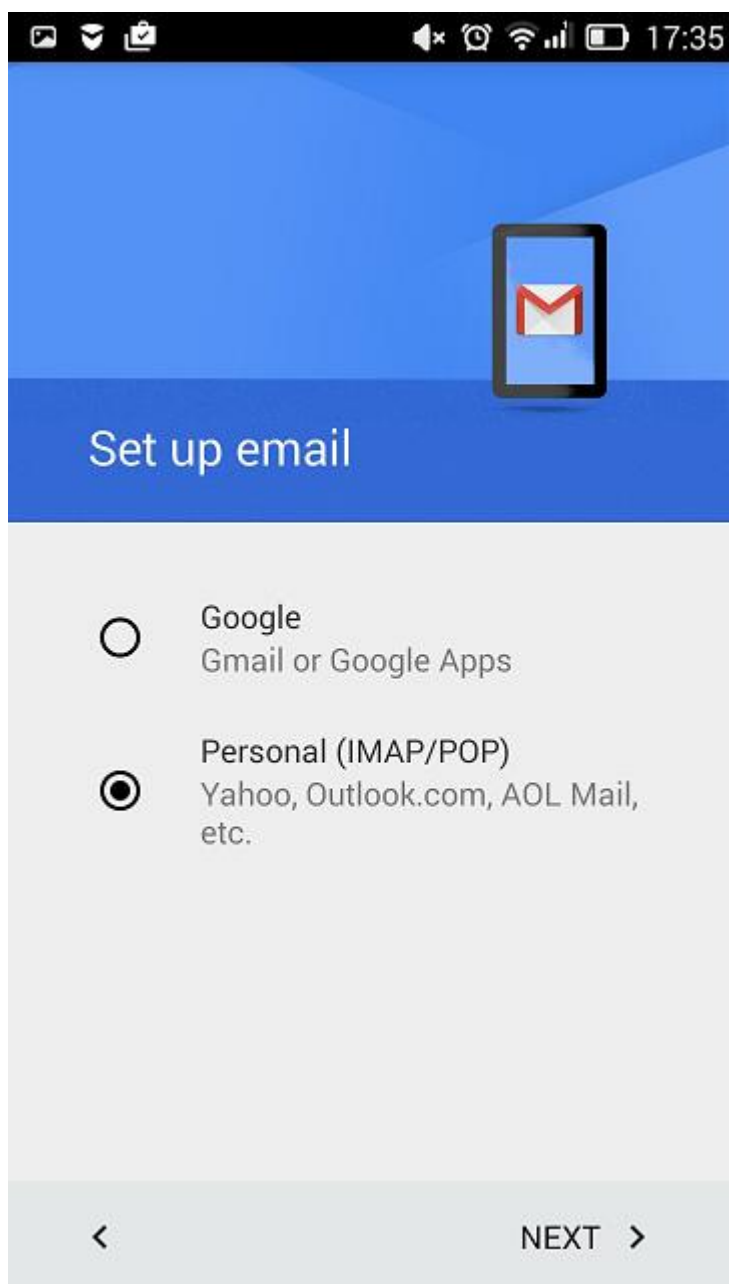 17:35
Set up email
Google
Gmail or Google Apps
Personal (IMAP/POP)
Yahoo, Outlook.com, AOL Mail,
etc.
NEXT